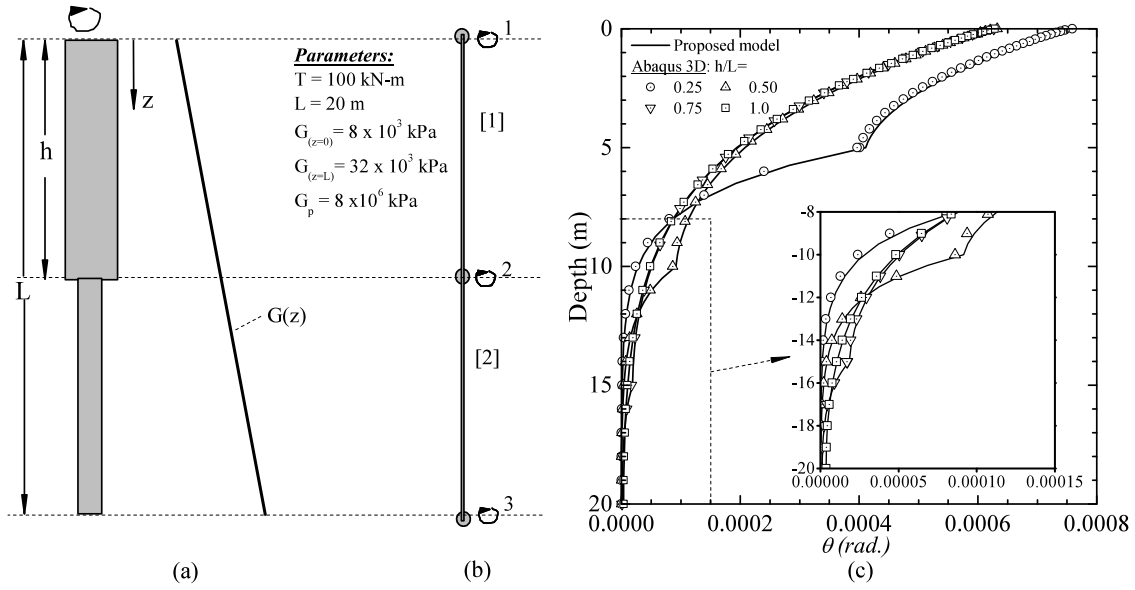 z
h
L
G(z)
(a)
Parameters:
T = 100 kN-m
L = 20 m
G(z=0)= 8 x 10³ kPa
G(z=L)= 32 x 10³ kPa
Gp= 8 x10⁶ kPa
1
[1]
2
[2]
3
(b)
Proposed model
Abaqus 3D: h/L=
0.25 0.50
0.75 1.0
Depth (m)
0
5
10
15
20
0.0000 0.0002 0.0004 0.0006 0.0008
θ (rad.)
-8
-10
-12
-14
-16
-18
-20
0.00000 0.00005 0.00010 0.00015
(c)